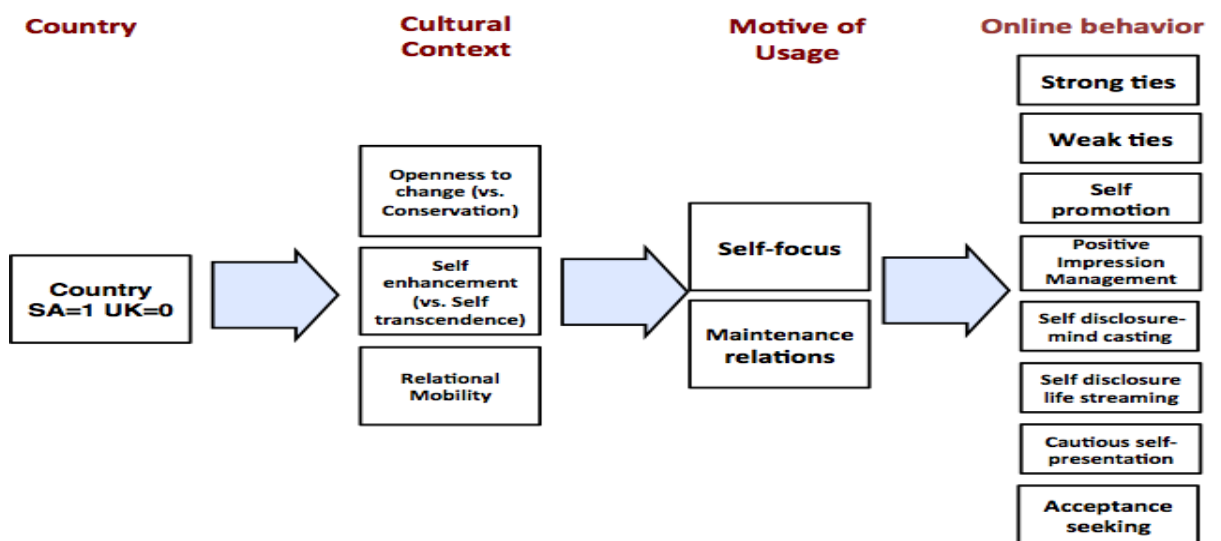 Country
Cultural
Context
Motive of
Usage
Online behavior
Country
SA=1 UK=0
Openness to
change (vs.
Conservation)
Self
enhancement
(vs. Self
transcendence)
Relational
Mobility
Self-focus
Maintenance
relations
Strong ties
Weak ties
Self
promotion
Positive
Impression
Management
Self disclosure-
mind casting
Self disclosure
life streaming
Cautious self-
presentation
Acceptance
seeking